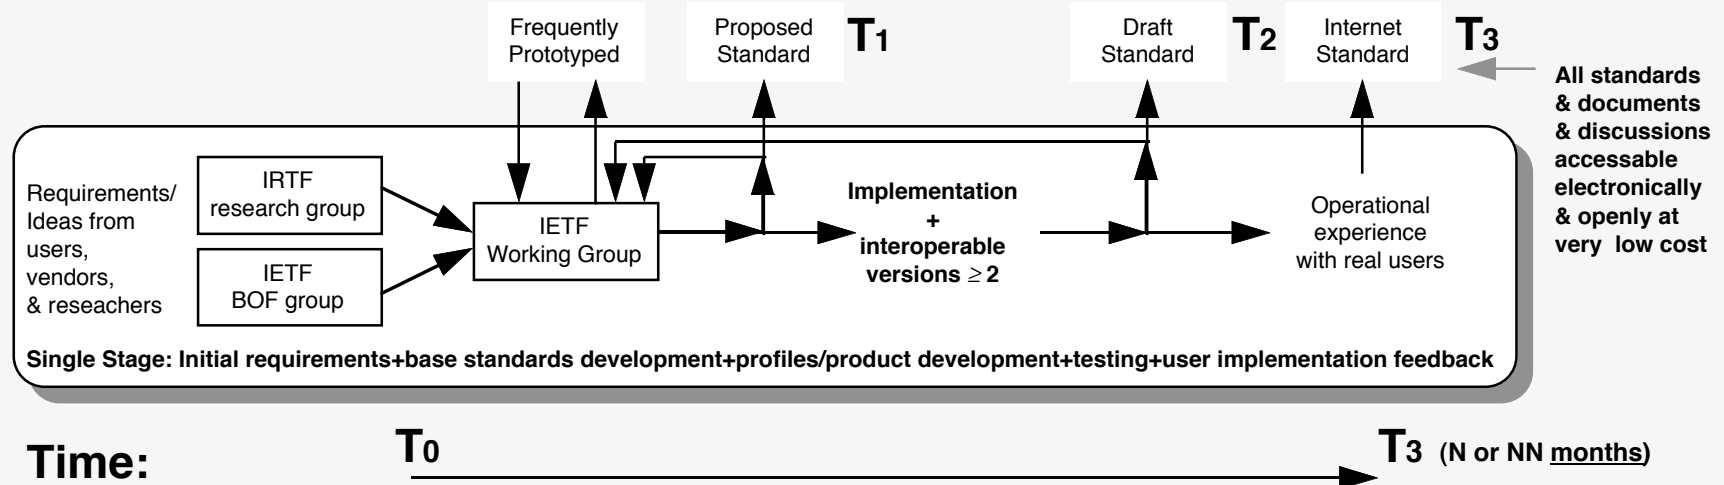 Frequently
Prototyped
Proposed
Standard
T1
Draft
Standard
T2
Internet
Standard
T3
All standards
& documents
& discussions
accessable
electronically
& openly at
very low cost
Requirements/
Ideas from
users,
vendors,
& reseachers
IRTF
research group
IETF
BOF group
IETF
Working Group
Implementation
+
interoperable
versions ≥ 2
Operational
experience
with real users
Single Stage: Initial requirements+base standards development+profiles/product development+testing+user implementation feedback
Time:
T0
T3 (N or NN months)